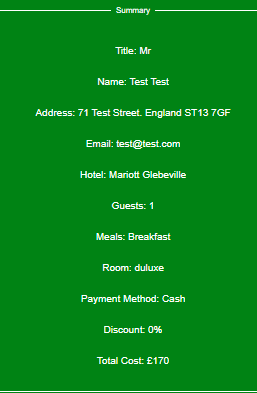 Summary
Title: Mr
Name: Test Test
Address: 71 Test Street. England ST13 7GF
Email: test@test.com
Hotel: Mariott Glebeville
Guests: 1
Meals: Breakfast
Room: duluxe
Payment Method: Cash
Discount: 0%
Total Cost: £170